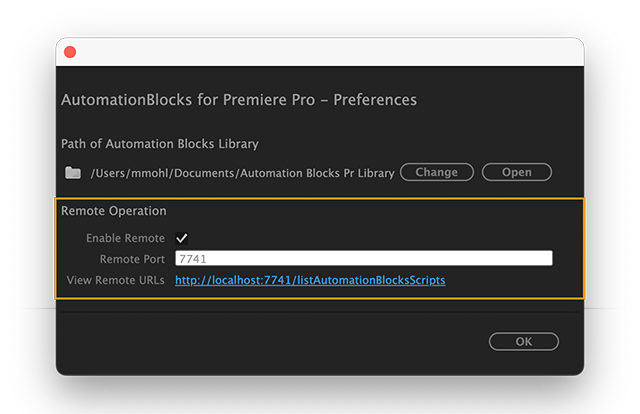 AutomationBlocks for Premiere Pro – Preferences
Path of Automation Blocks Library
/Users/mmohl/Documents/Automation Blocks Pr Library Change Open
Remote Operation
Enable Remote
Remote Port 7741
View Remote URLs http://localhost:7741/listAutomationBlocksScripts
OK